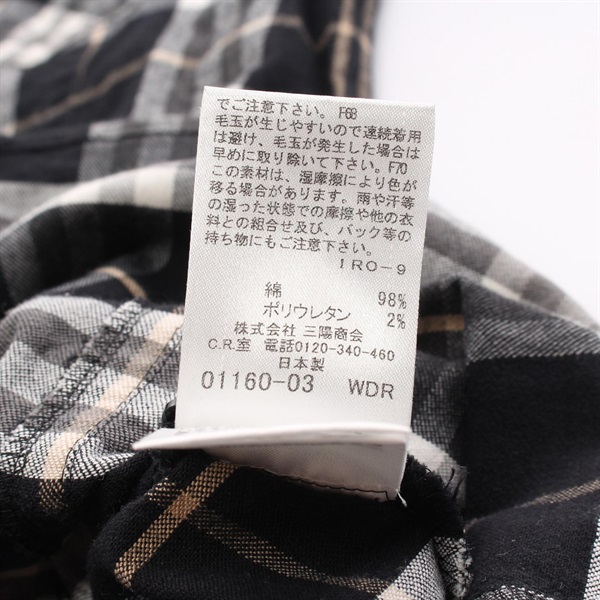 でご注意下さい。 F68
毛玉が生じやすいので連続着用
は避け、毛玉が発生した場合は
早めに取り除いて下さい。F70
この素材は、湿摩擦により色が
移る場合があります。雨や汗等
の湿った状態での摩擦や他の衣
料との組合せ及び、バック等の
持ち物にもご注意下さい。
IRO-9
綿 98%
ポリウレタン 2%
株式会社 三陽商会
C.R.室 電話0120-340-460
日本製
01160-03 WDR